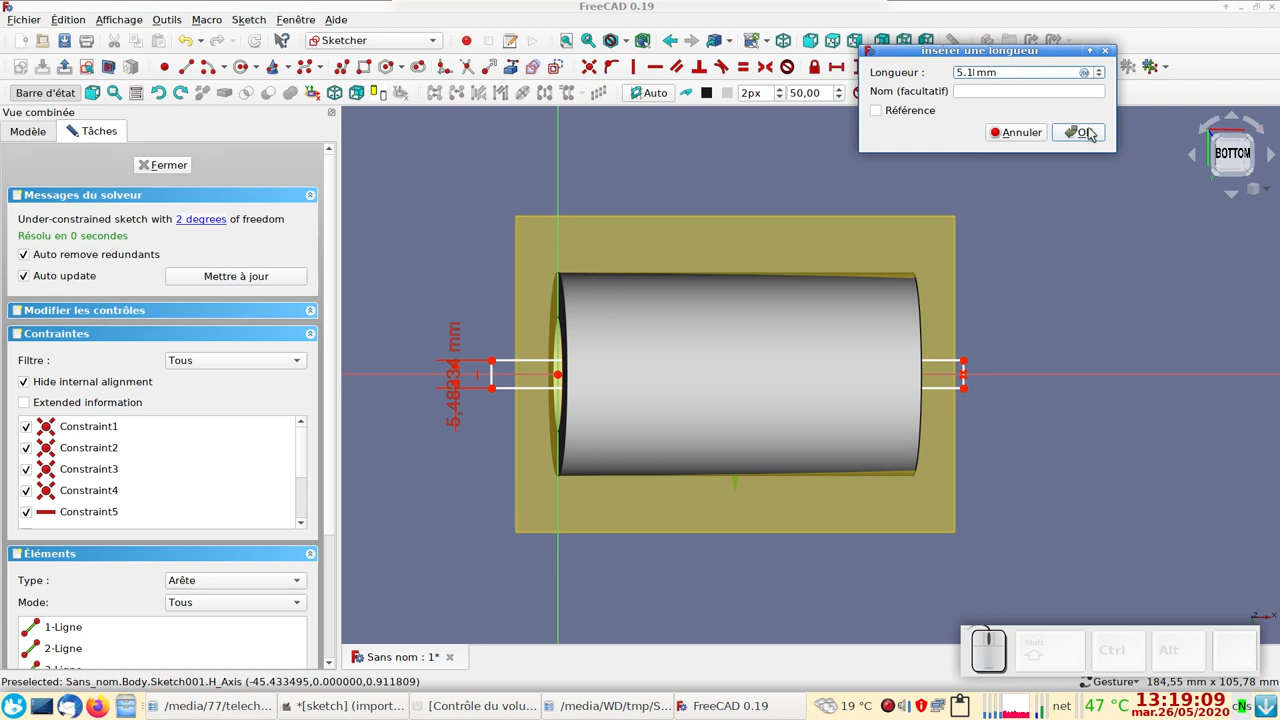 FreeCAD 0.19
Fichier Édition Affichage Outils Macro Sketch Fenêtre Aide
Sketcher
Barre d'état
Auto
2px
50,00
insérer une longueur
Longueur : 5.1 mm
Nom (facultatif)
Référence
Annuler OK
Vue combinée
Modèle Tâches
Fermer
Messages du solveur
Under-constrained sketch with 2 degrees of freedom
Résolu en 0 secondes
Auto remove redundants
Auto update Mettre à jour
Modifier les contrôles
Contraintes
Filtre : Tous
Hide internal alignment
Extended information
Constraint1
Constraint2
Constraint3
Constraint4
Constraint5
Éléments
Type : Arête
Mode: Tous
1-Ligne
2-Ligne
BOTTOM
Shift
Ctrl
Alt
Sans nom : 1*
Preselected: Sans_nom.Body.Sketch001.H_Axis (-45.433495,0.000000,0.911809)
Gesture 184,55 mm x 105,78 mm
/media/77/teste...
*[sketch] (import...
[Contrôle du volu...
/media/WD/tmp/S...
FreeCAD 0.19
19 °C
net
47 °C
13:19:09
mar.26/05/2020